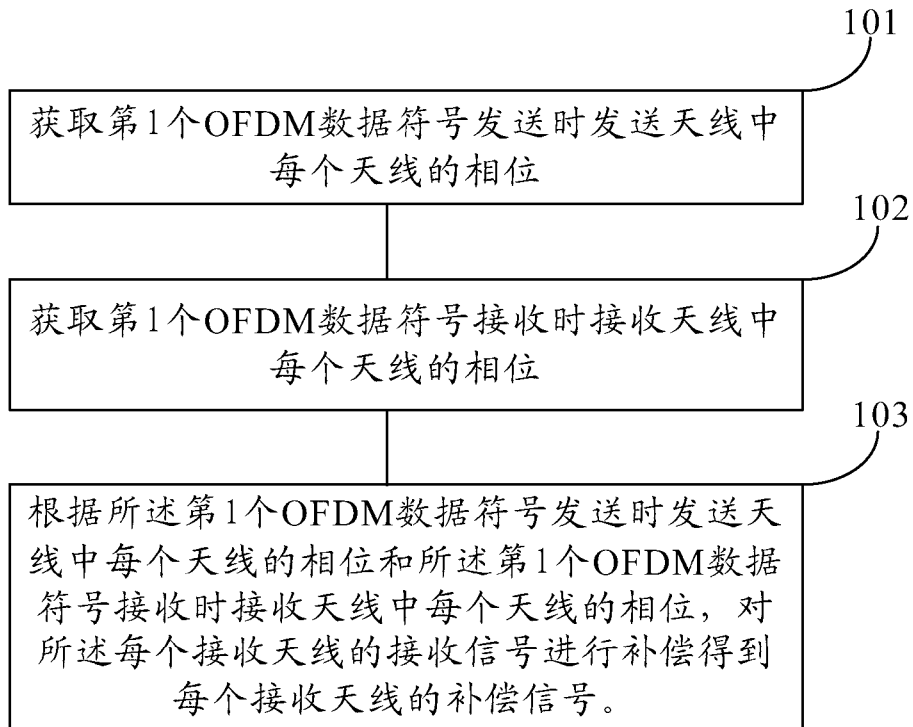 101
获取第1个OFDM数据符号发送时发送天线中
每个天线的相位
102
获取第1个OFDM数据符号接收时接收天线中
每个天线的相位
103
根据所述第1个OFDM数据符号发送时发送天
线中每个天线的相位和所述第1个OFDM数据
符号接收时接收天线中每个天线的相位，对
所述每个接收天线的接收信号进行补偿得到
每个接收天线的补偿信号。